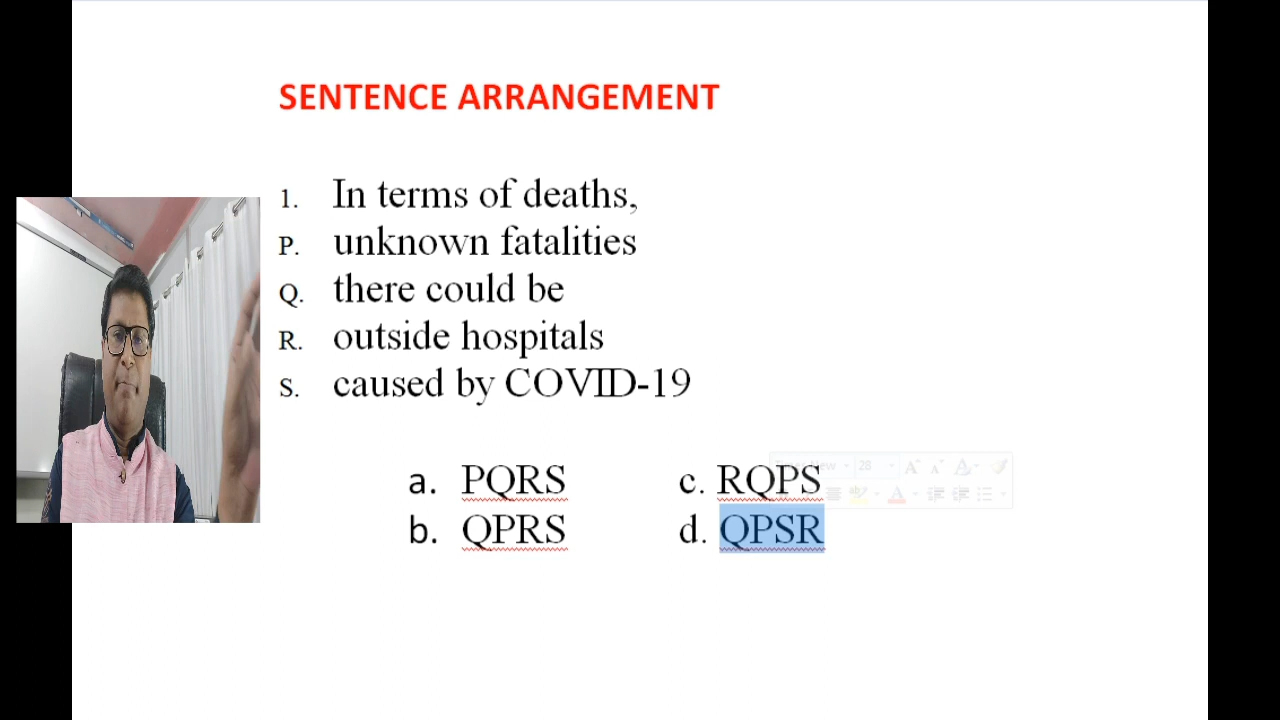 SENTENCE ARRANGEMENT
1. In terms of deaths,
P. unknown fatalities
Q. there could be
R. outside hospitals
S. caused by COVID-19
a. PQRS c. RQPS
b. QPRS d. QPSR
28